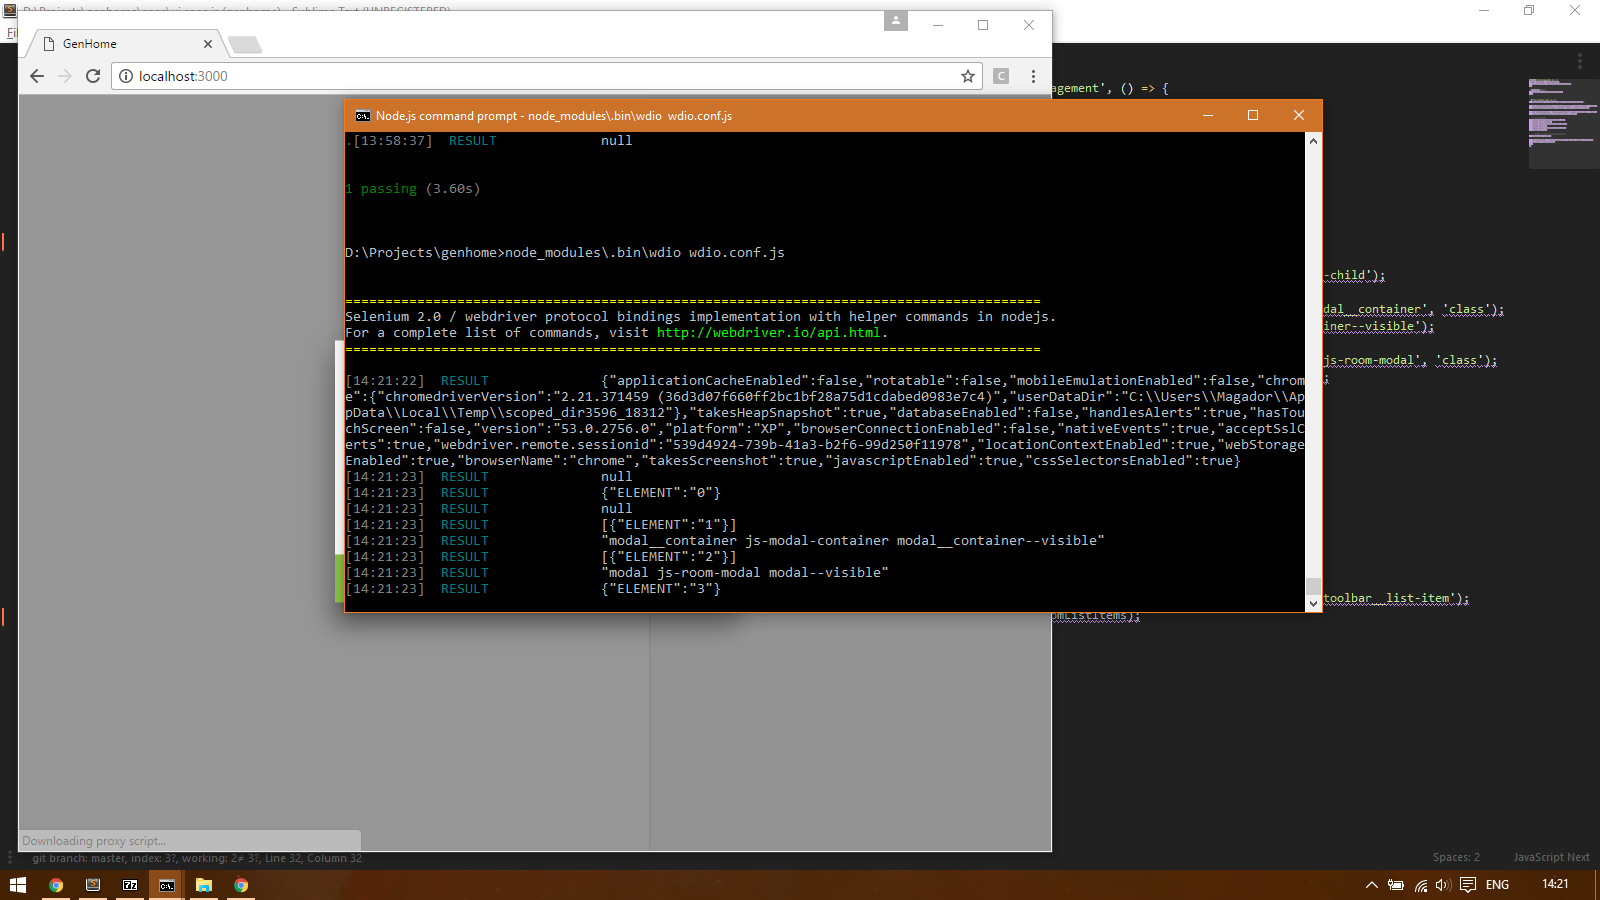 GenHome
localhost:3000
C
agement', () => {
Node.js command prompt - node_modules\.bin\wdio  wdio.conf.js
.[13:58:37]  RESULT             null
1 passing (3.60s)
D:\Projects\genhome>node_modules\.bin\wdio wdio.conf.js
=======================================================================================
Selenium 2.0 / webdriver protocol bindings implementation with helper commands in nodejs.
For a complete list of commands, visit http://webdriver.io/api.html.
=======================================================================================
[14:21:22]  RESULT              {"applicationCacheEnabled":false,"rotatable":false,"mobileEmulationEnabled":false,"chrom
e":{"chromedriverVersion":"2.21.371459 (36d3d07f660ff2bc1bf28a75d1cdabed0983e7c4)","userDataDir":"C:\\Users\\Magador\\Ap
pData\\Local\\Temp\\scoped_dir3596_18312"},"takesHeapSnapshot":true,"databaseEnabled":false,"handlesAlerts":true,"hasTou
chScreen":false,"version":"53.0.2756.0","platform":"XP","browserConnectionEnabled":false,"nativeEvents":true,"acceptSslC
erts":true,"webdriver.remote.sessionid":"539d4924-739b-41a3-b2f6-99d250f11978","locationContextEnabled":true,"webStorage
Enabled":true,"browserName":"chrome","takesScreenshot":true,"javascriptEnabled":true,"cssSelectorsEnabled":true}
[14:21:23]  RESULT              null
[14:21:23]  RESULT              {"ELEMENT":"0"}
[14:21:23]  RESULT              null
[14:21:23]  RESULT              [{"ELEMENT":"1"}]
[14:21:23]  RESULT              "modal__container js-modal-container modal__container--visible"
[14:21:23]  RESULT              [{"ELEMENT":"2"}]
[14:21:23]  RESULT              "modal js-room-modal modal--visible"
[14:21:23]  RESULT              {"ELEMENT":"3"}
-child');
dal__container', 'class');
iner--visible');
js-room-modal', 'class');
;
toolbar__list-item');
omListItems);
Downloading proxy script...
git branch: master, index: 3?, working: 2≠ 3?, Line 32, Column 32
Spaces: 2
JavaScript Next
ENG
14:21